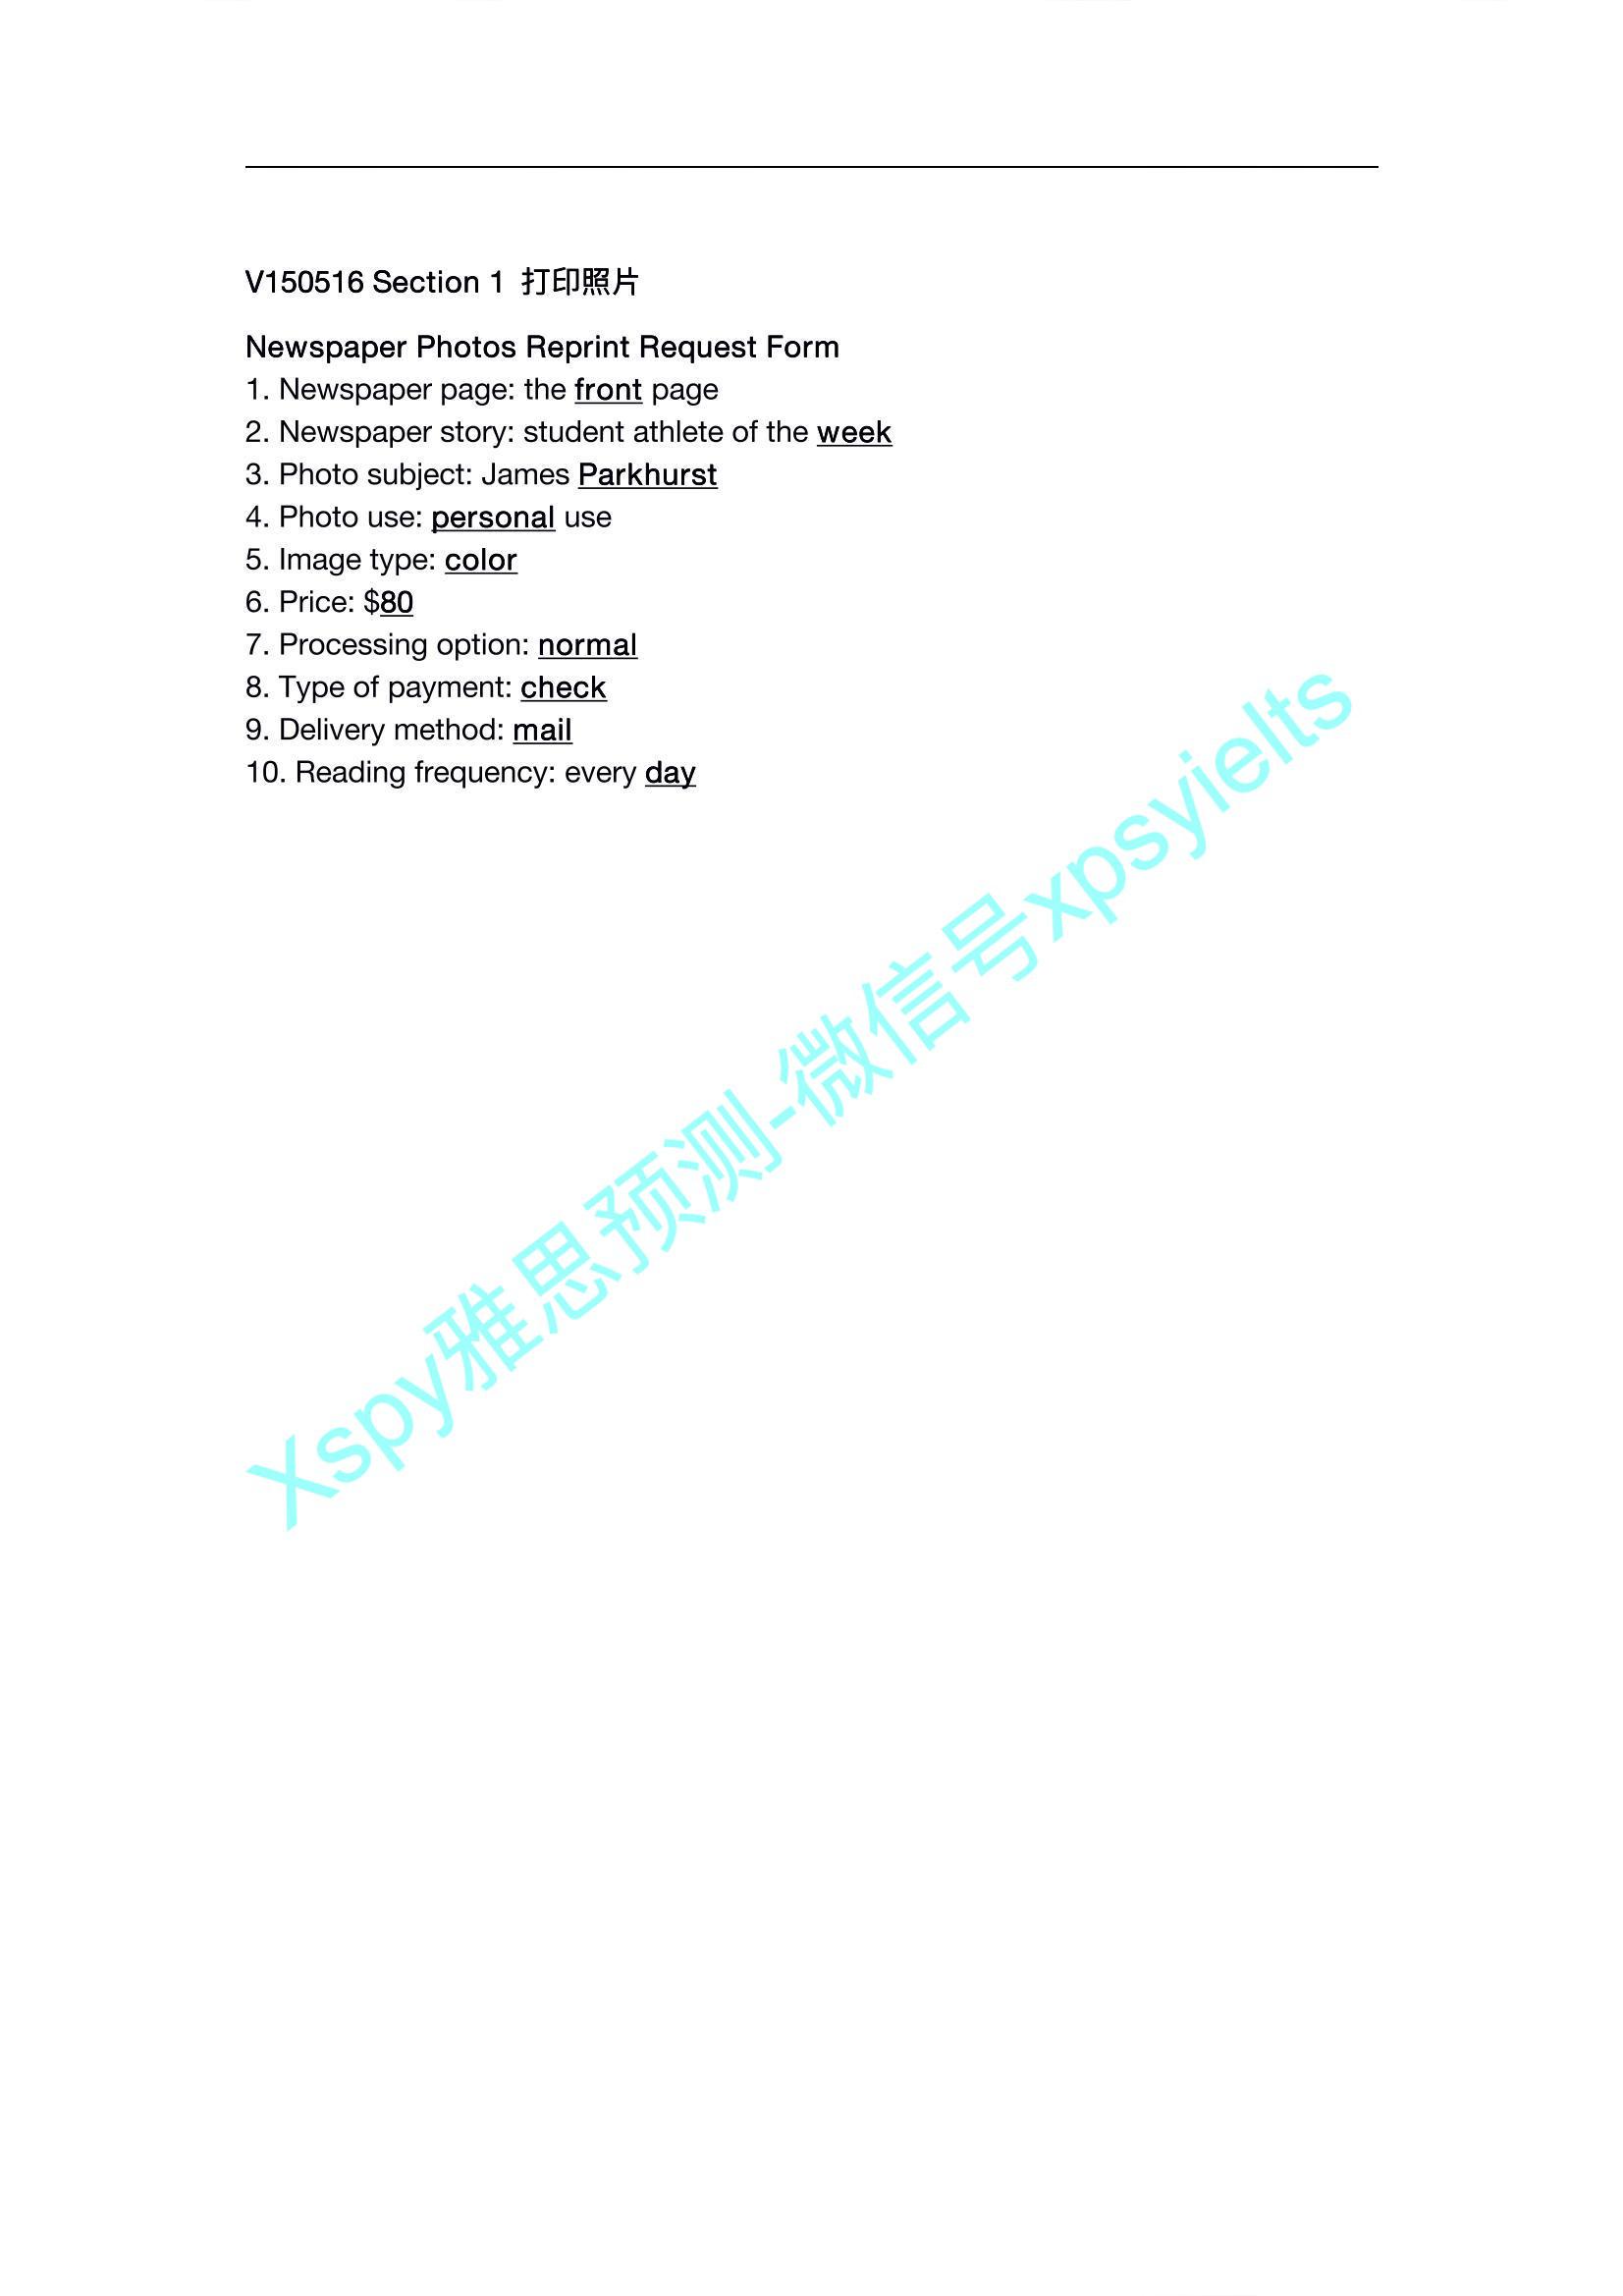 V150516 Section 1 打印照片
Newspaper Photos Reprint Request Form
1. Newspaper page: the front page
2. Newspaper story: student athlete of the week
3. Photo subject: James Parkhurst
4. Photo use: personal use
5. Image type: color
6. Price: $80
7. Processing option: normal
8. Type of payment: check
9. Delivery method: mail
10. Reading frequency: every day
Xspy雅思预测-微信号xpsyielts